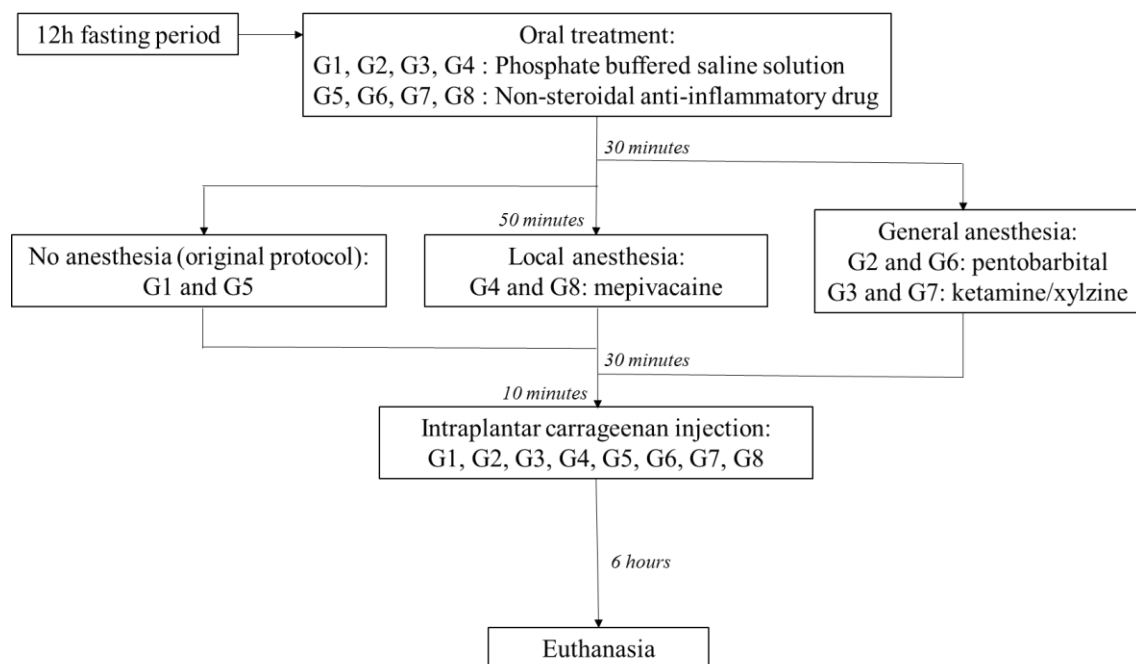 12h fasting period
Oral treatment:
G1, G2, G3, G4 : Phosphate buffered saline solution
G5, G6, G7, G8 : Non-steroidal anti-inflammatory drug
30 minutes
50 minutes
No anesthesia (original protocol):
G1 and G5
Local anesthesia:
G4 and G8: mepivacaine
General anesthesia:
G2 and G6: pentobarbital
G3 and G7: ketamine/xylzine
30 minutes
10 minutes
Intraplantar carrageenan injection:
G1, G2, G3, G4, G5, G6, G7, G8
6 hours
Euthanasia